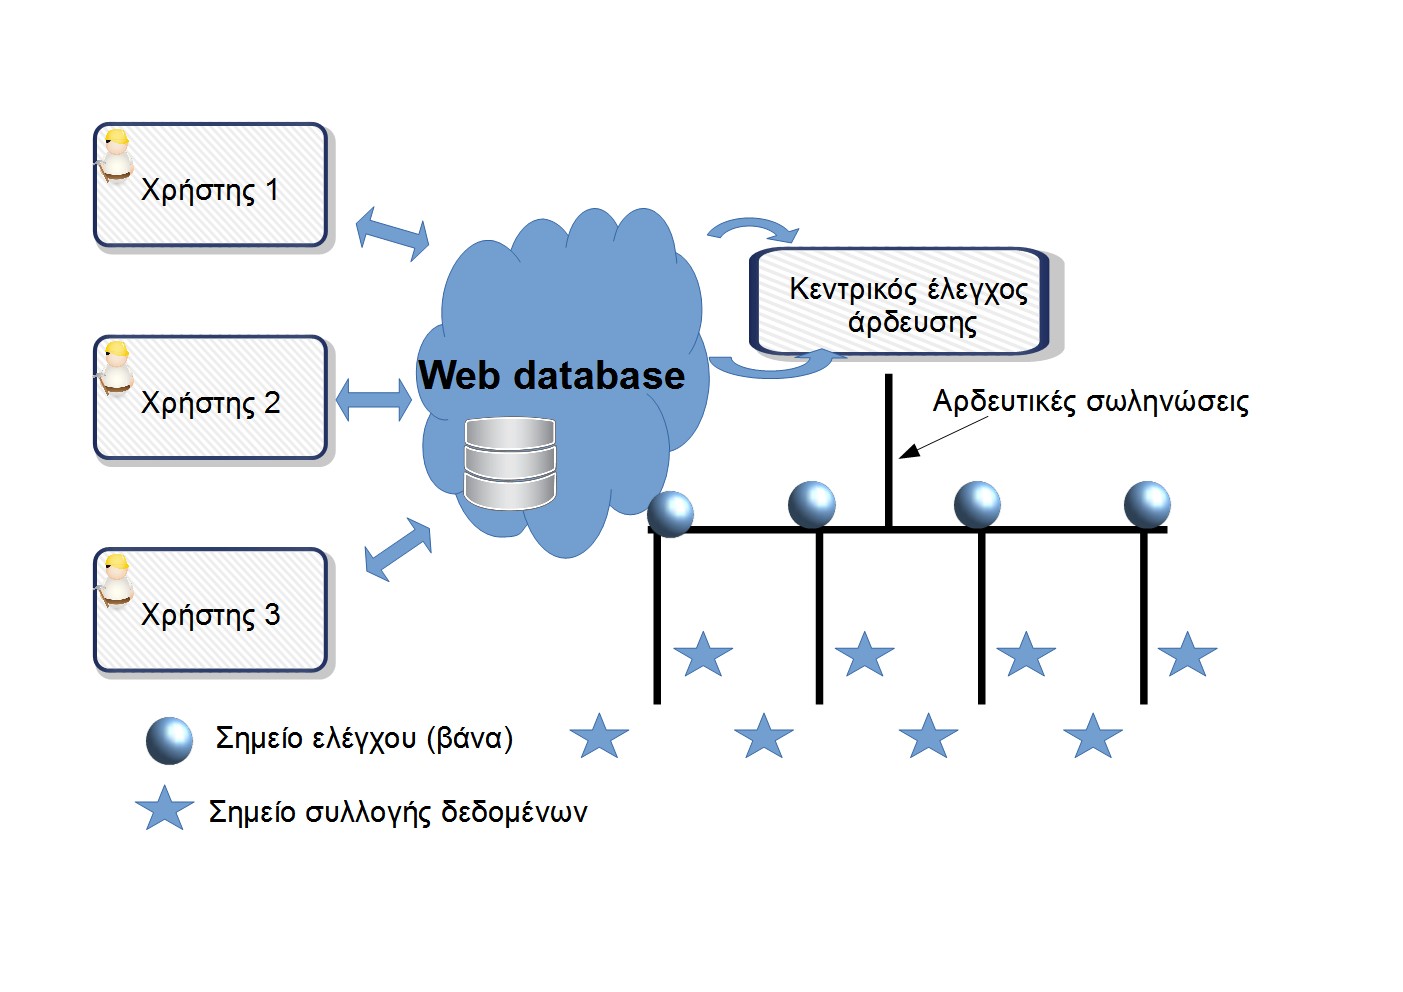 Χρήστης 1
Χρήστης 2
Χρήστης 3
Web database
Κεντρικός έλεγχος
άρδευσης
Αρδευτικές σωληνώσεις
Σημείο ελέγχου (βάνα)
Σημείο συλλογής δεδομένων